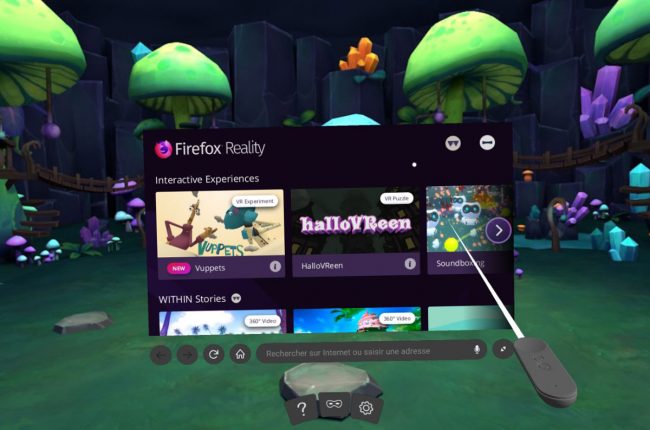 Firefox Reality
Interactive Experiences
VR Experiment
VR Puzzle
VUPPETS
hallOVReen
NEW Vuppets
HalloVReen
Soundboxing
WITHIN Stories
360° Video
360° Video
Rechercher sur Internet ou saisir une adresse
?